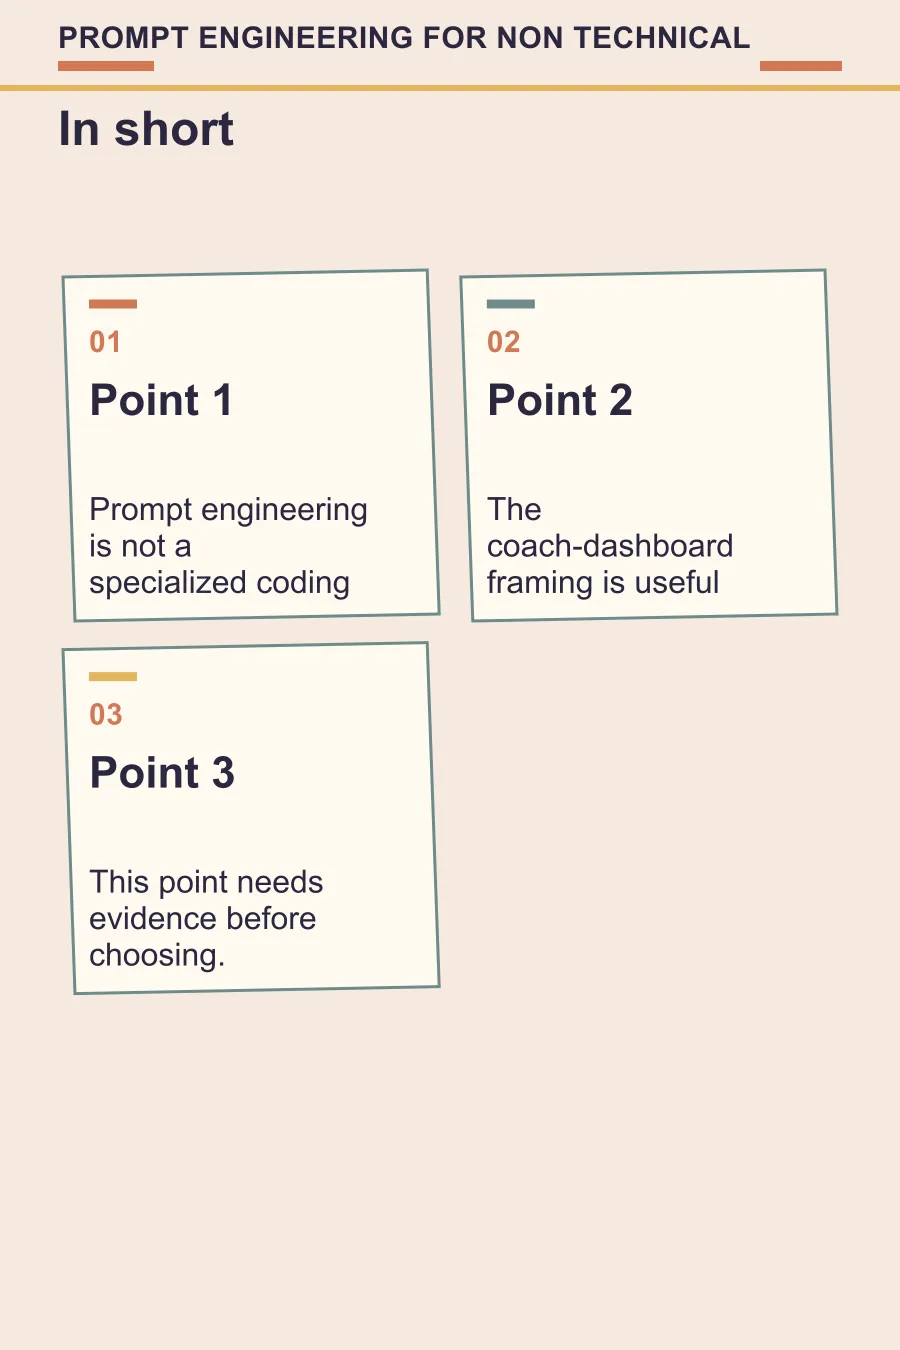 PROMPT ENGINEERING FOR NON TECHNICAL
In short
01
Point 1
Prompt engineering
is not a
specialized coding
02
Point 2
The
coach-dashboard
framing is useful
03
Point 3
This point needs
evidence before
choosing.